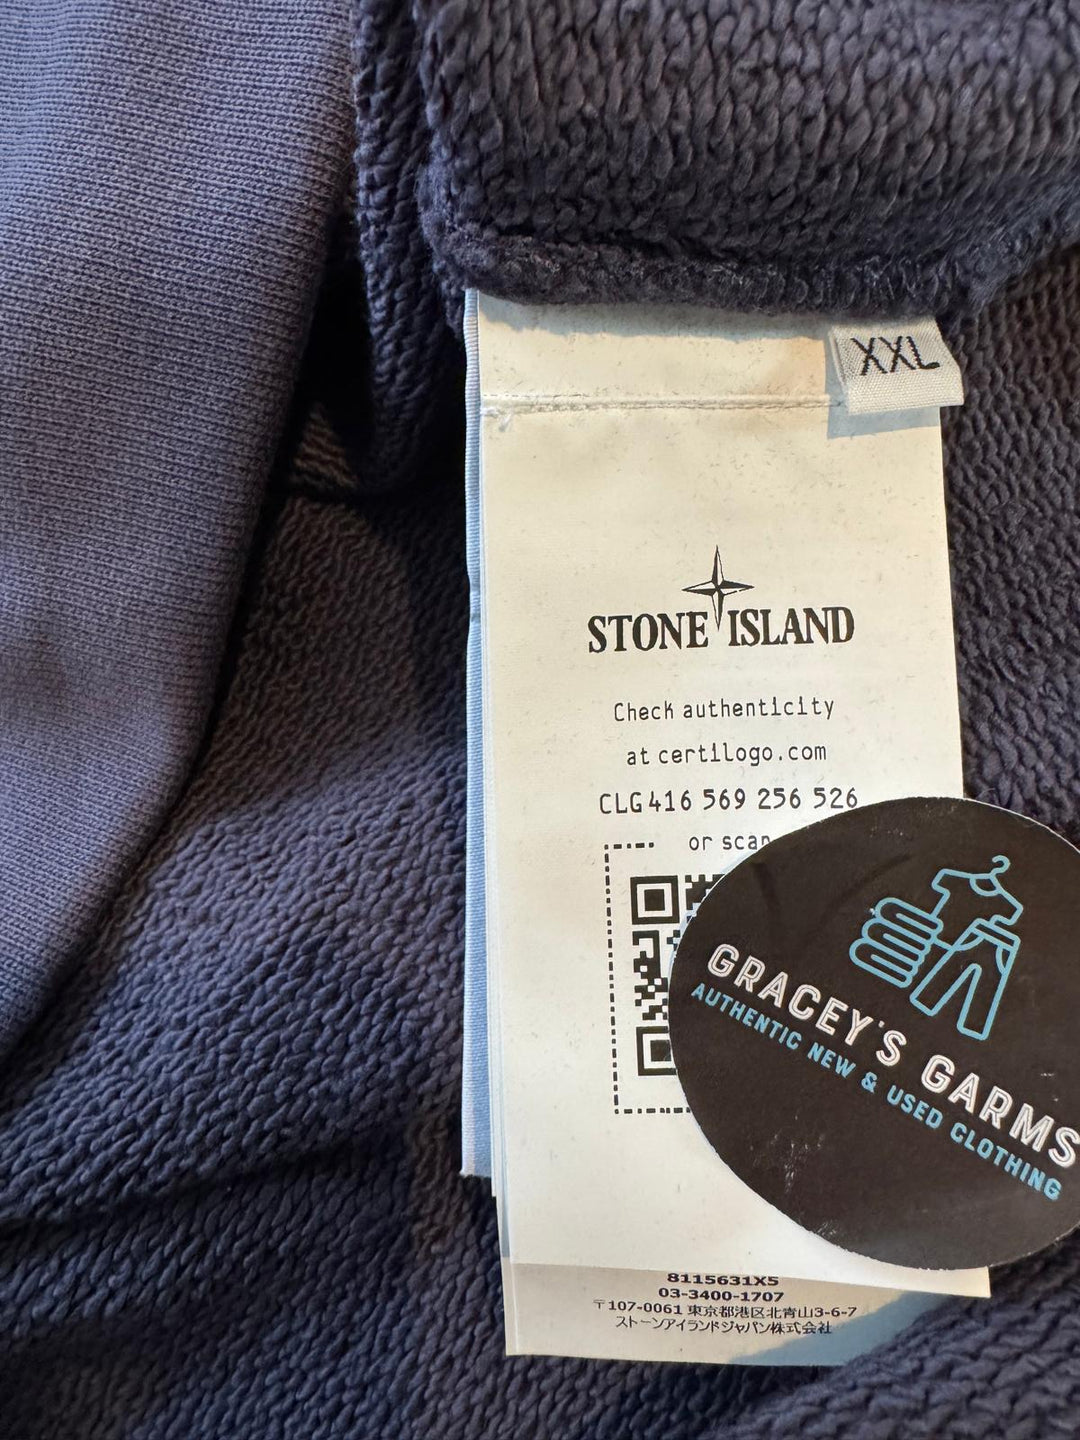 XXL
STONE ISLAND
Check authenticity
at certilogo.com
CLG 416 569 256 526
or scan
GRACEY'S GARMS
AUTHENTIC NEW & USED CLOTHING
8115631X5
03-3400-1707
〒107-0061 東京都港区北青山3-6-7
ストーンアイランドジャパン株式会社